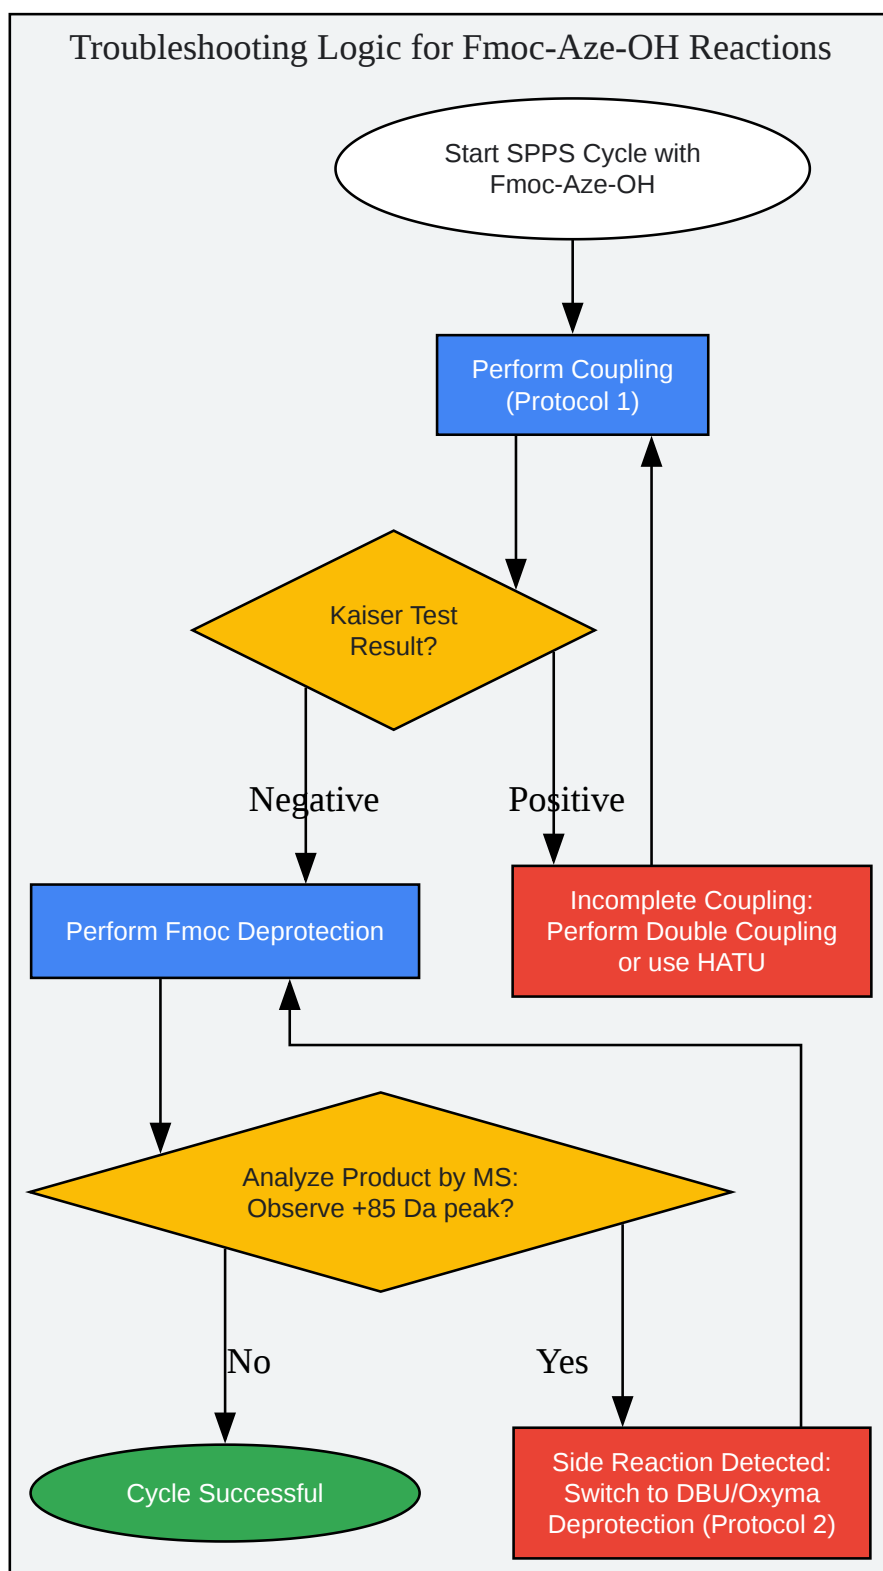 Troubleshooting Logic for Fmoc-Aze-OH Reactions
Start SPPS Cycle with
Fmoc-Aze-OH
Perform Coupling
(Protocol 1)
Kaiser Test
Result?
Negative
Positive
Perform Fmoc Deprotection
Incomplete Coupling:
Perform Double Coupling
or use HATU
Analyze Product by MS:
Observe +85 Da peak?
No
Yes
Cycle Successful
Side Reaction Detected:
Switch to DBU/Oxyma
Deprotection (Protocol 2)